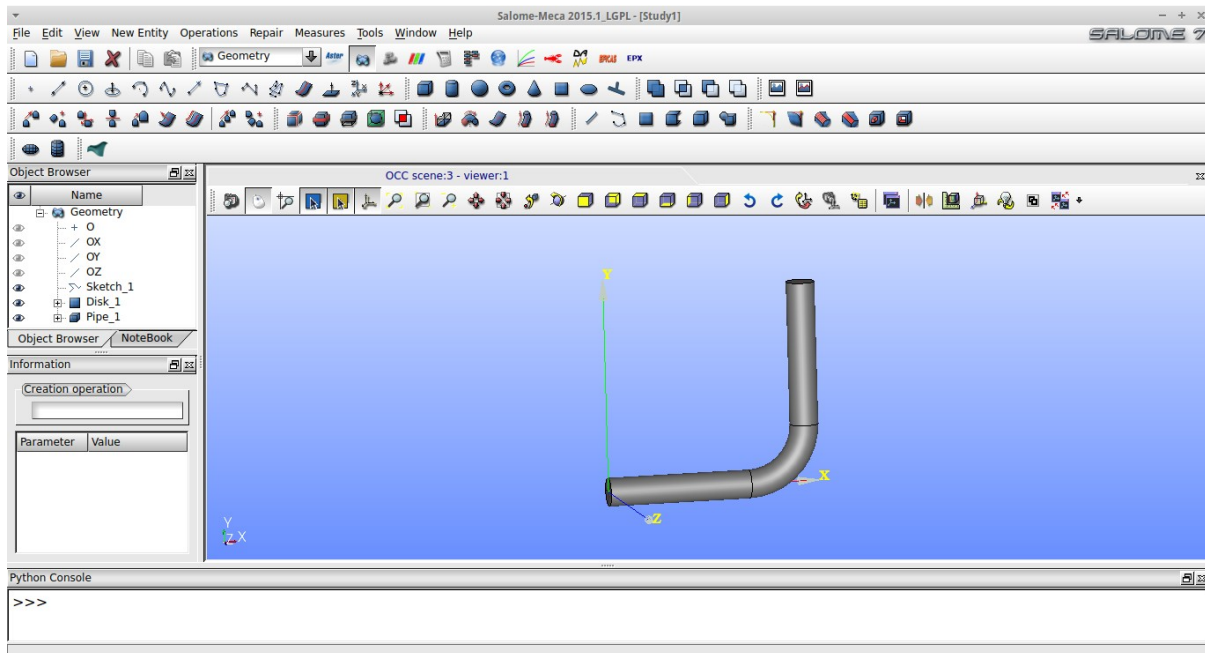 Salome-Meca 2015.1_LGPL - [Study1]
File Edit View New Entity Operations Repair Measures Tools Window Help
SALOME 7
Geometry
Aster
EPX
Object Browser
OCC scene:3 - viewer:1
Name
Geometry
O
OX
OY
OZ
Sketch_1
Disk_1
Pipe_1
Object Browser NoteBook
Information
Creation operation
Parameter Value
Y
X
Z
Y
Z X
Python Console
>>>